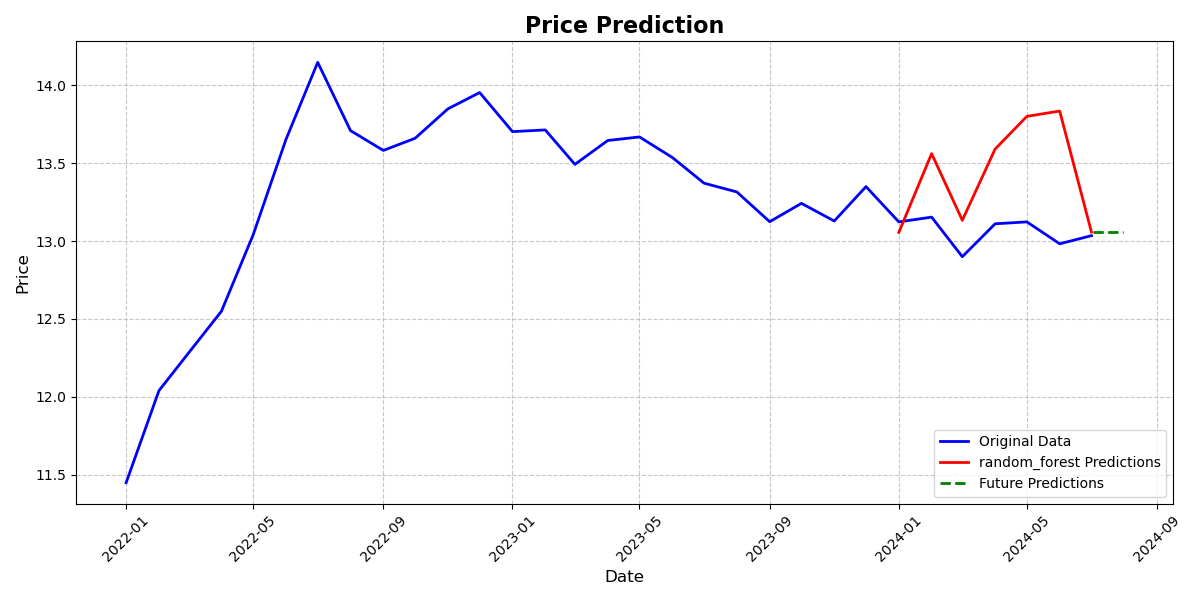 Price Prediction
14.0
13.5
13.0
12.5
12.0
11.5
Price
Original Data
random_forest Predictions
Future Predictions
2022-01
2022-05
2022-09
2023-01
2023-05
2023-09
2024-01
2024-05
2024-09
Date